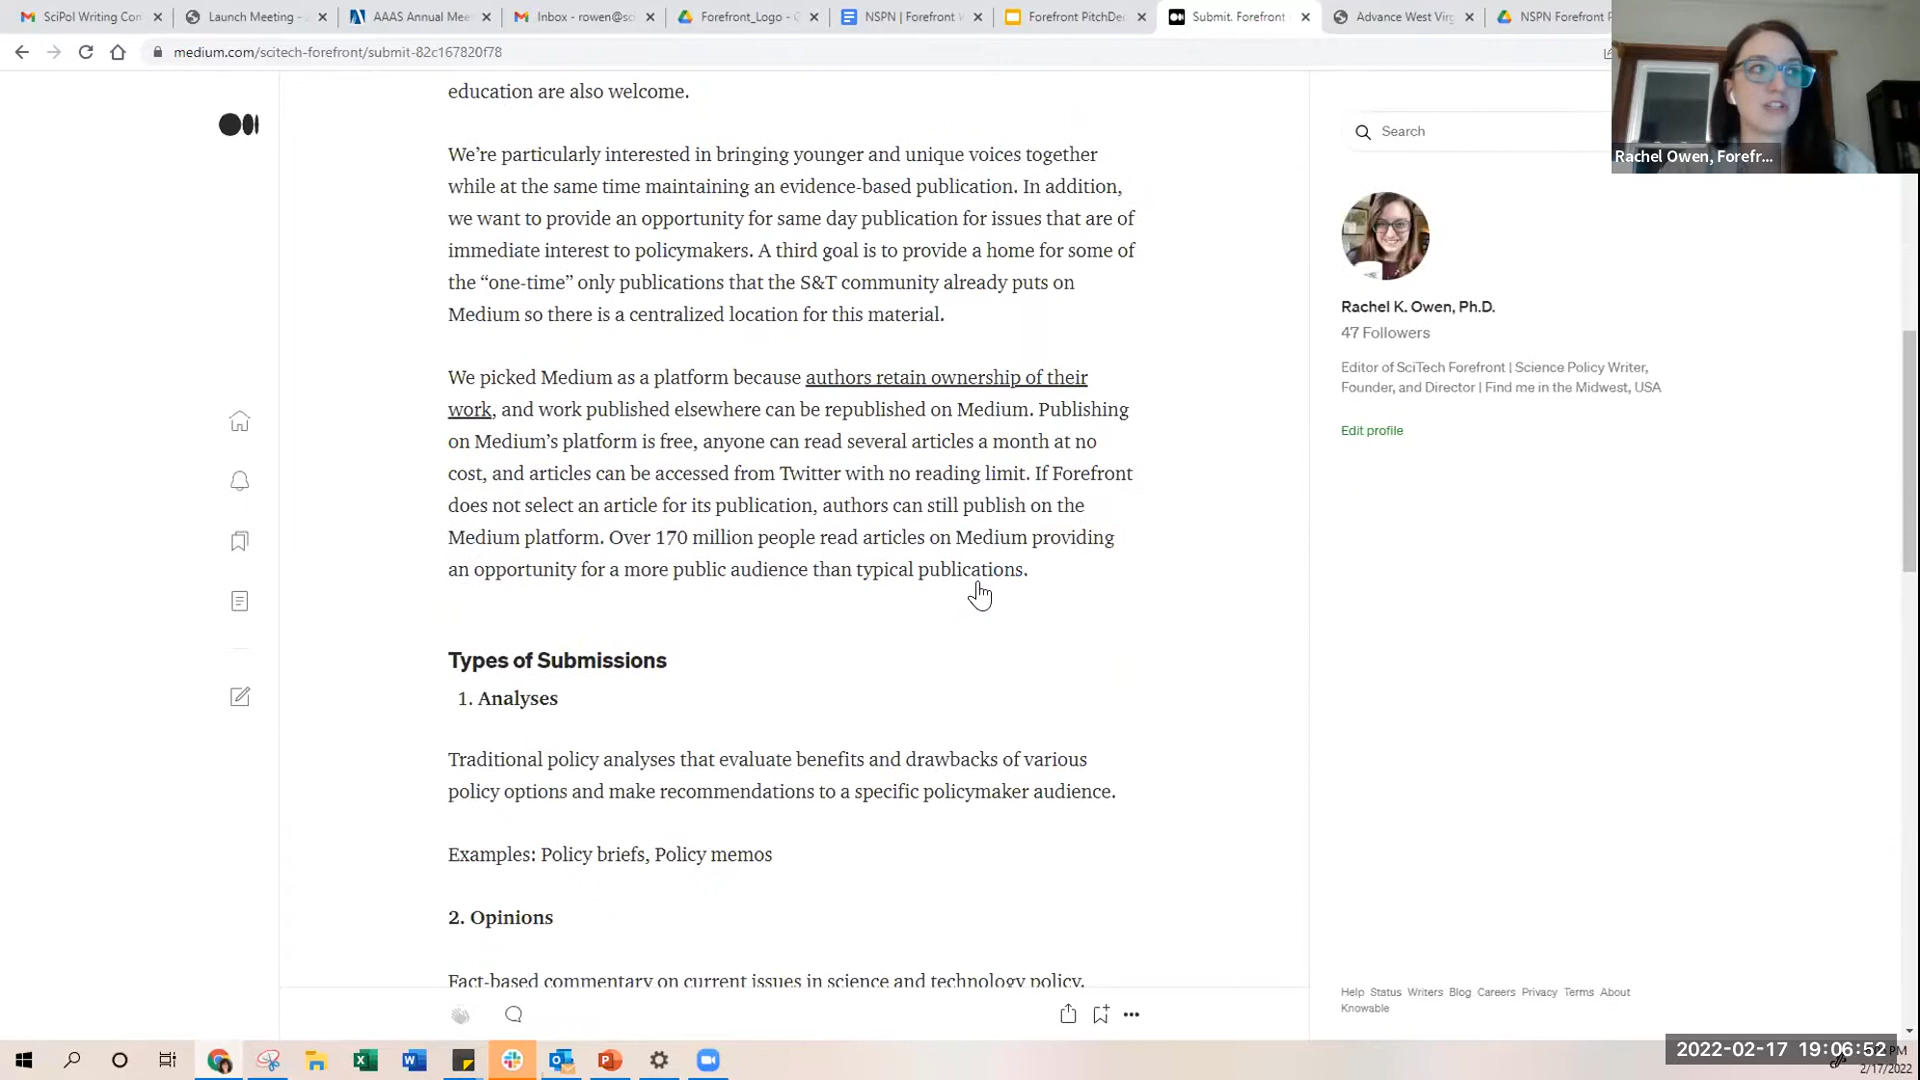 SciPol Writing Con
Launch Meeting -
AAAS Annual Mee
Inbox - rowen@sc
Forefront_Logo -
NSPN | Forefront
Forefront PitchDec
Submit. Forefront
Advance West Virg
NSPN Forefront P
medium.com/scitech-forefront/submit-82c167820f78
education are also welcome.
We're particularly interested in bringing younger and unique voices together
while at the same time maintaining an evidence-based publication. In addition,
we want to provide an opportunity for same day publication for issues that are of
immediate interest to policymakers. A third goal is to provide a home for some of
the “one-time” only publications that the S&T community already puts on
Medium so there is a centralized location for this material.
We picked Medium as a platform because authors retain ownership of their
work, and work published elsewhere can be republished on Medium. Publishing
on Medium's platform is free, anyone can read several articles a month at no
cost, and articles can be accessed from Twitter with no reading limit. If Forefront
does not select an article for its publication, authors can still publish on the
Medium platform. Over 170 million people read articles on Medium providing
an opportunity for a more public audience than typical publications.
Types of Submissions
1. Analyses
Traditional policy analyses that evaluate benefits and drawbacks of various
policy options and make recommendations to a specific policymaker audience.
Examples: Policy briefs, Policy memos
2. Opinions
Fact-based commentary on current issues in science and technology policy.
Rachel Owen, Forefr...
Search
Rachel K. Owen, Ph.D.
47 Followers
Editor of SciTech Forefront | Science Policy Writer,
Founder, and Director | Find me in the Midwest, USA
Edit profile
Help Status Writers Blog Careers Privacy Terms About
Knowable
2022-02-17 19:06:52
2/17/2022